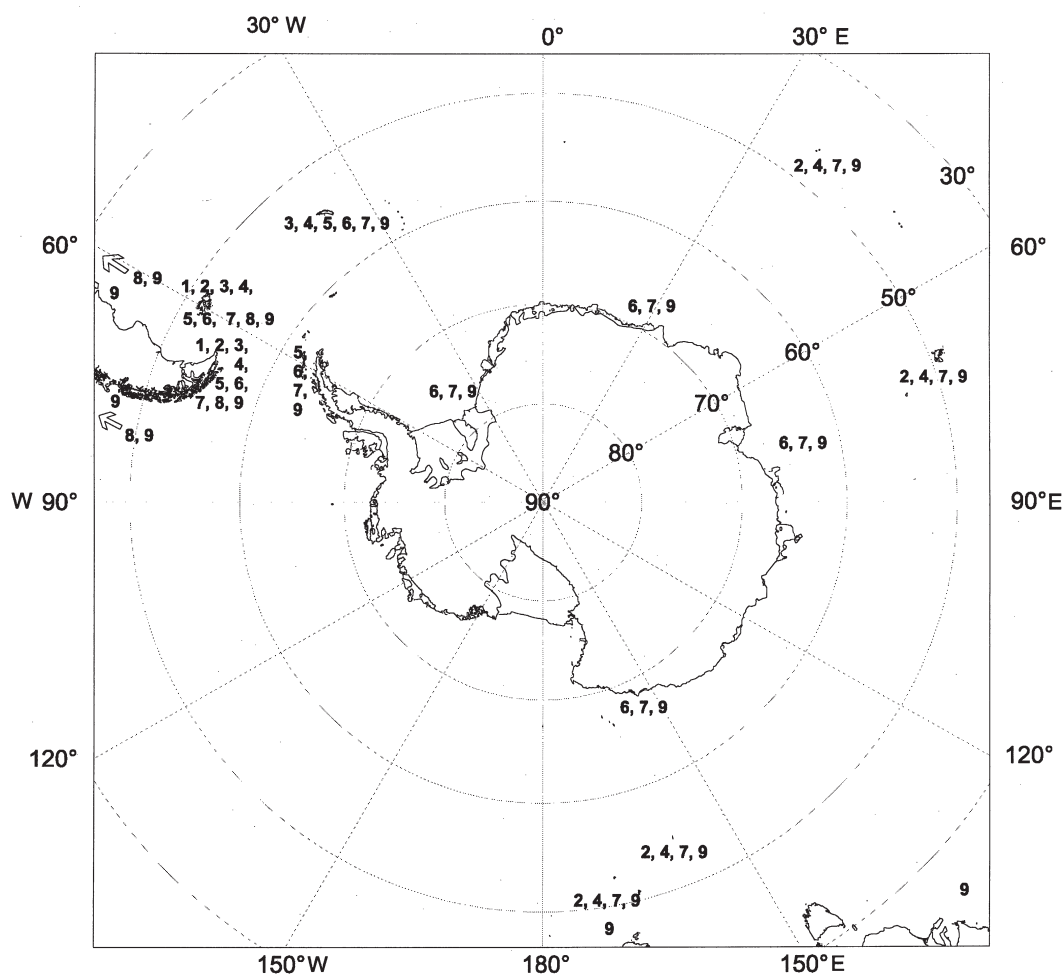 30° W
0°
30° E
2, 4, 7, 9
30°
3, 4, 5, 6, 7, 9
60°
60°
8, 9
9
1, 2, 3, 4,
5, 6, 7, 8, 9
50°
6, 7, 9
1, 2, 3,
4,
5, 6,
7, 8, 9
5,
6,
7,
9
60°
2, 4, 7, 9
6, 7, 9
70°
9
8, 9
6, 7, 9
80°
W 90°
90°
90°E
6, 7, 9
120°
120°
2, 4, 7, 9
2, 4, 7, 9
9
9
150°W
180°
150°E